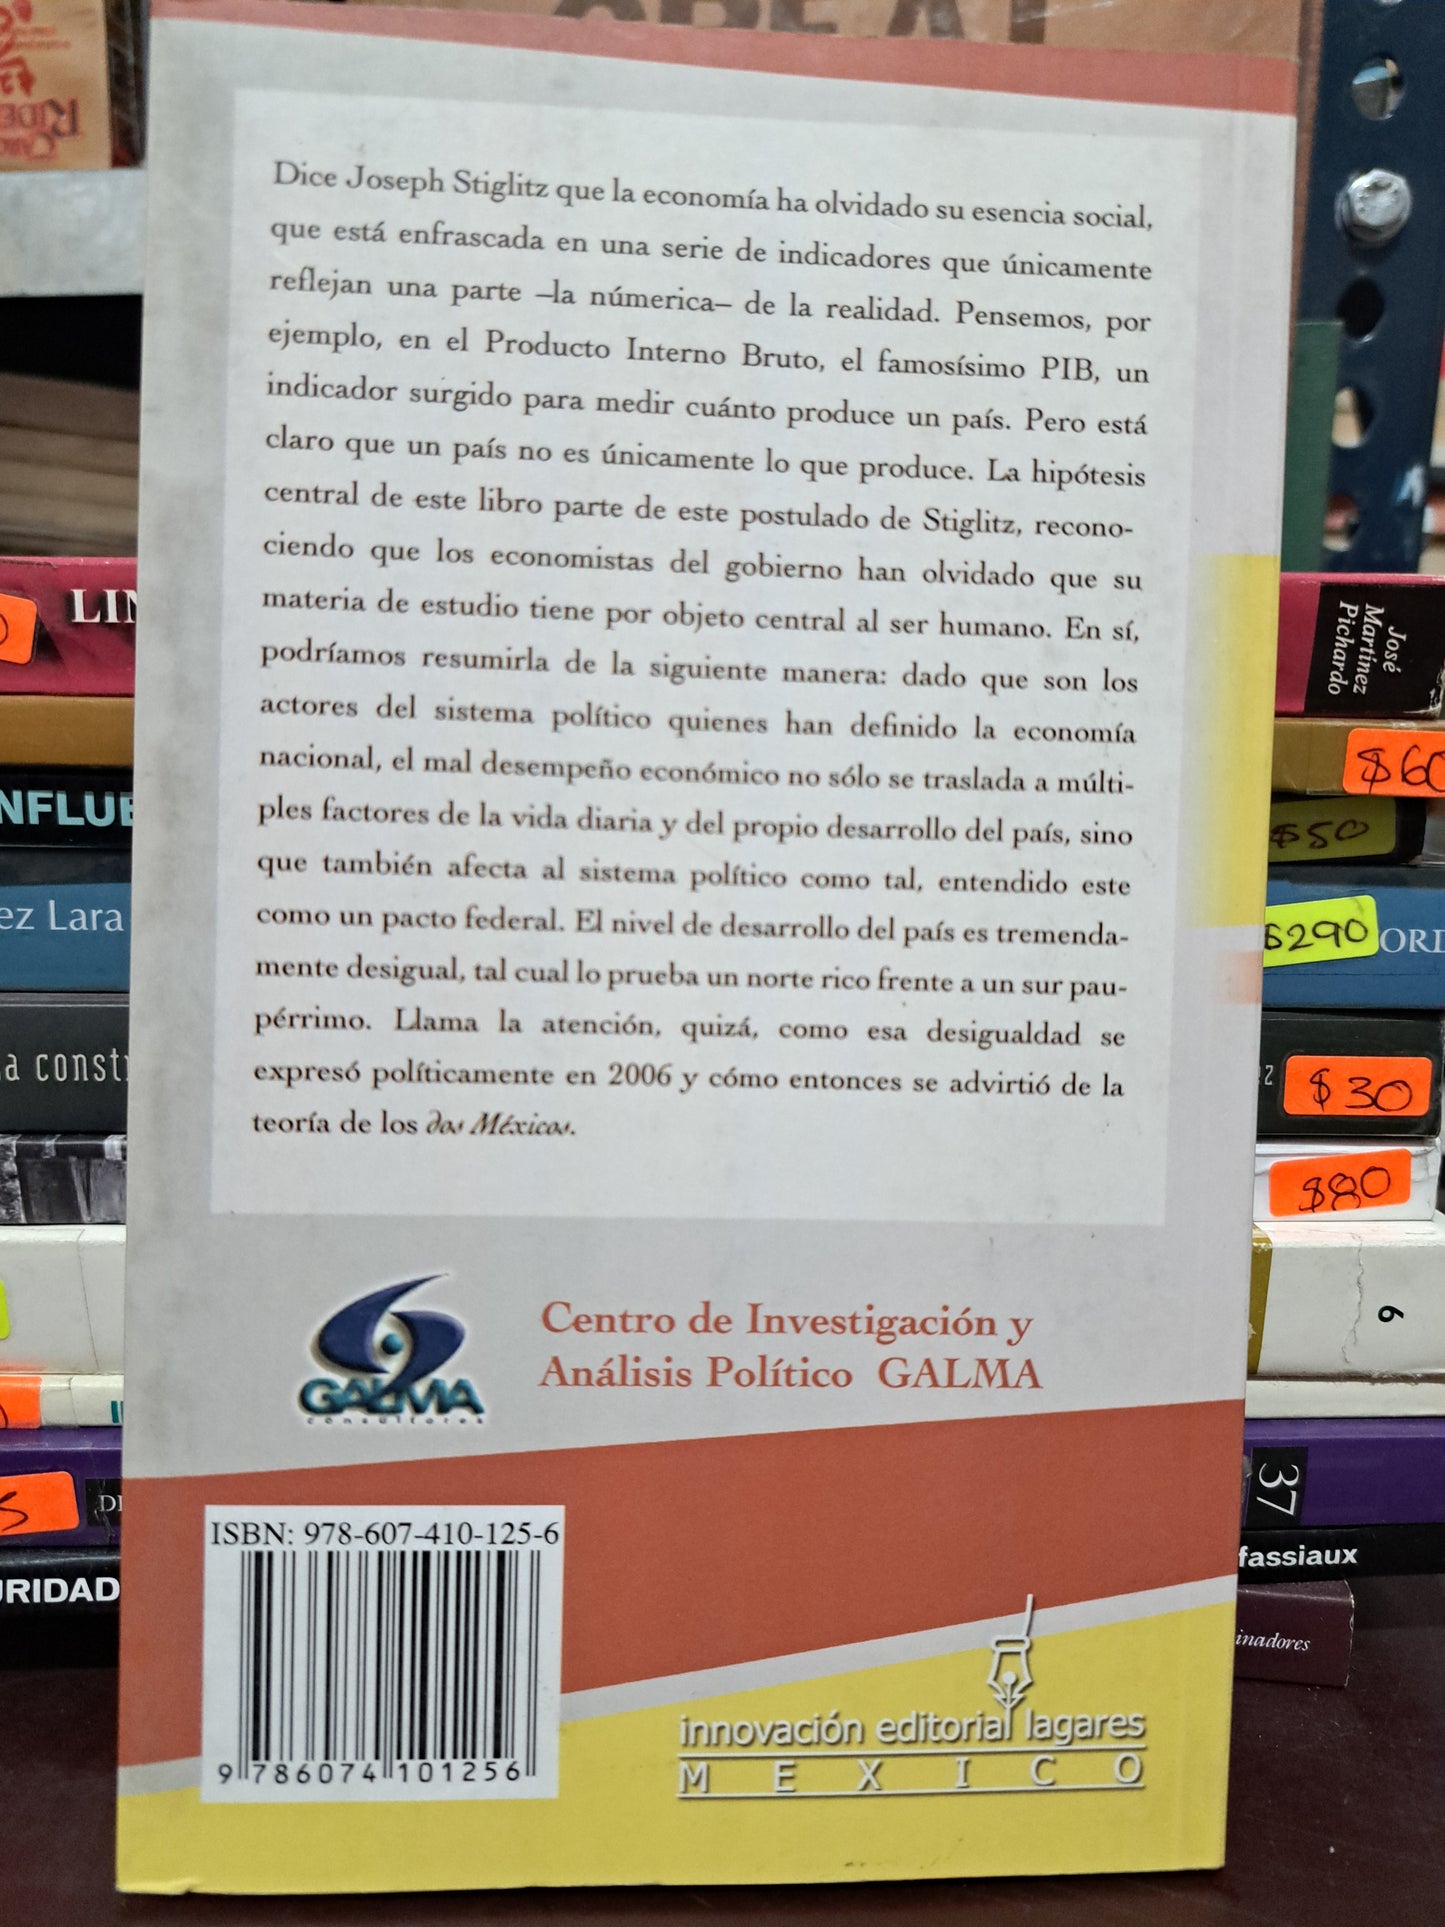 Dice Joseph Stiglitz que la economía ha olvidado su esencia social,
que está enfrascada en una serie de indicadores que únicamente
reflejan una parte –la númerica– de la realidad. Pensemos, por
ejemplo, en el Producto Interno Bruto, el famosísimo PIB, un
indicador surgido para medir cuánto produce un país. Pero está
claro que un país no es únicamente lo que produce. La hipótesis
central de este libro parte de este postulado de Stiglitz, recono-
ciendo que los economistas del gobierno han olvidado que su
materia de estudio tiene por objeto central al ser humano. En sí,
podríamos resumirla de la siguiente manera: dado que son los
actores del sistema político quienes han definido la economía
nacional, el mal desempeño económico no sólo se traslada a múlti-
ples factores de la vida diaria y del propio desarrollo del país, sino
que también afecta al sistema político como tal, entendido este
como un pacto federal. El nivel de desarrollo del país es tremenda-
mente desigual, tal cual lo prueba un norte rico frente a un sur pau-
pérrimo. Llama la atención, quizá, como esa desigualdad se
expresó políticamente en 2006 y cómo entonces se advirtió de la
teoría de los dos Méxicos.
GALMA
consultores
Centro de Investigación y
Análisis Político GALMA
ISBN: 978-607-410-125-6
9 786074 101256
innovación editorial lagares
MEXICO
LIN
NFLUE
ez Lara
a const
URIDAD
José
Martínez
Pichardo
$60
$50
$290
ORD
$30
$80
6
37
fassiaux
inadores